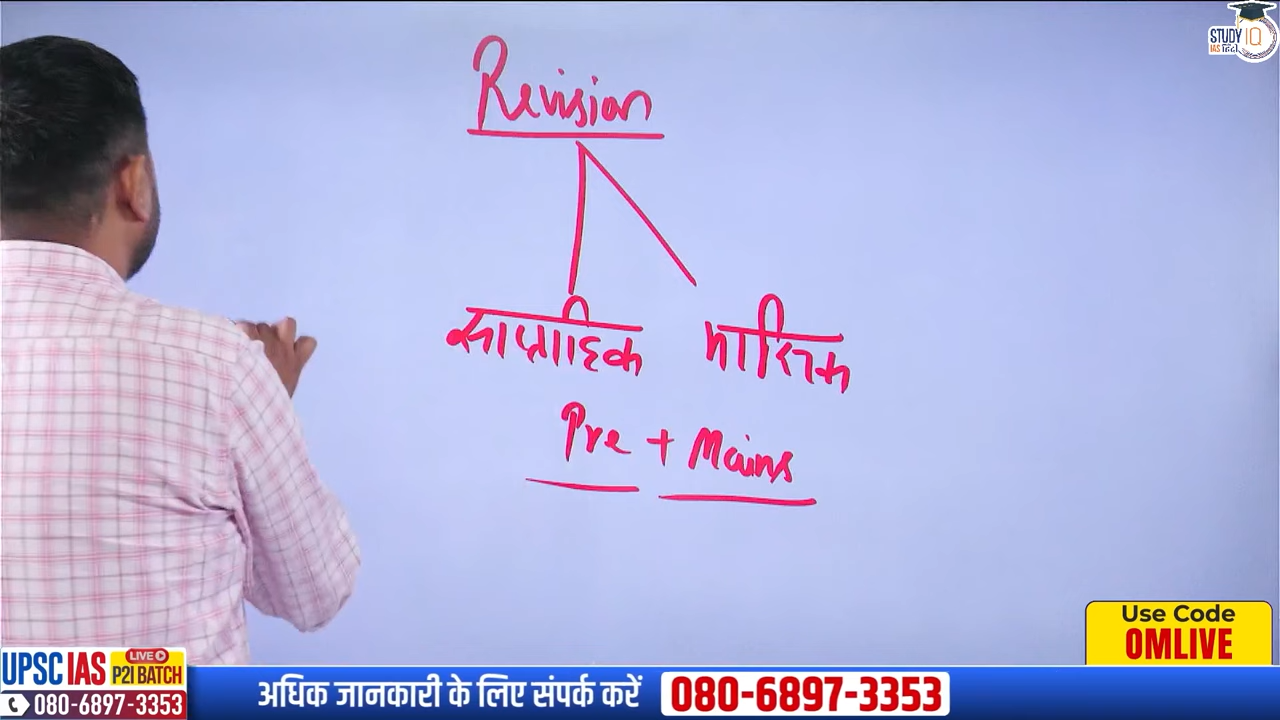 STUDY IQ
IAS हिंदी
Revision
साप्ताहिक मासिक
Pre + Mains
Use Code
OMLIVE
UPSC IAS LIVE
P2I BATCH
080-6897-3353
अधिक जानकारी के लिए संपर्क करें 080-6897-3353